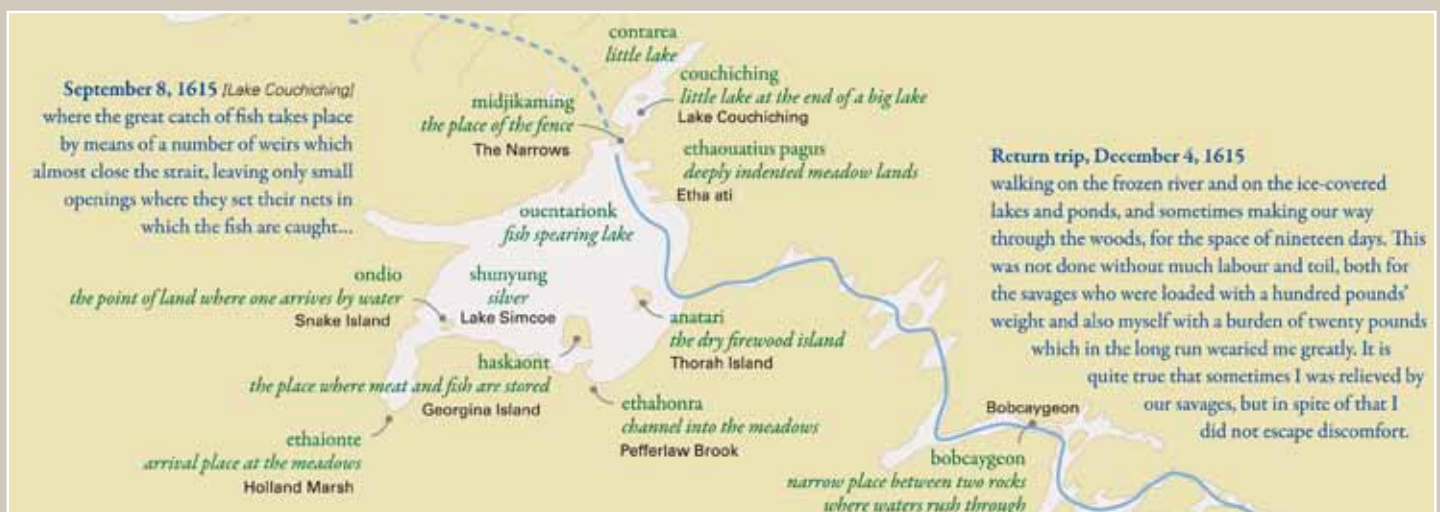 contarea
little lake
September 8, 1615 [Lake Couchiching]
where the great catch of fish takes place
by means of a number of weirs which
almost close the strait, leaving only small
openings where they set their nets in
which the fish are caught...
couchiching
little lake at the end of a big lake
Lake Couchiching
midjikaming
the place of the fence
The Narrows
ethaouatius pagus
deeply indented meadow lands
Etha ati
Return trip, December 4, 1615
walking on the frozen river and on the ice-covered
lakes and ponds, and sometimes making our way
through the woods, for the space of nineteen days. This
was not done without much labour and toil, both for
the savages who were loaded with a hundred pounds'
weight and also myself with a burden of twenty pounds
which in the long run wearied me greatly. It is
quite true that sometimes I was relieved by
our savages, but in spite of that I
did not escape discomfort.
ouentarionk
fish spearing lake
ondio
the point of land where one arrives by water
Snake Island
shunyung
silver
Lake Simcoe
anatari
the dry firewood island
Thorah Island
haskaont
the place where meat and fish are stored
Georgina Island
ethahonra
channel into the meadows
Pefferlaw Brook
ethaionte
arrival place at the meadows
Holland Marsh
Bobcaygeon
bobcaygeon
narrow place between two rocks
where waters rush through